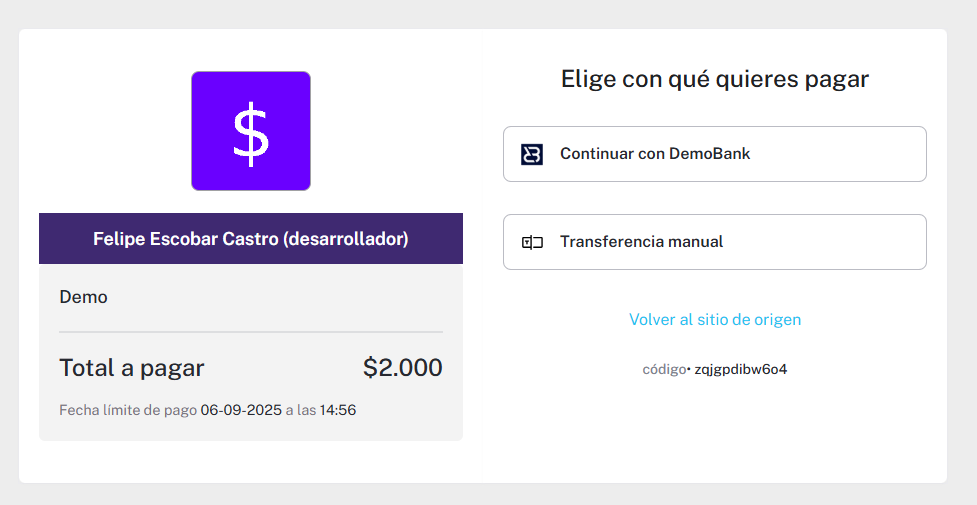 $
Felipe Escobar Castro (desarrollador)
Demo
Total a pagar $2.000
Fecha límite de pago 06-09-2025 a las 14:56
Elige con qué quieres pagar
Continuar con DemoBank
Transferencia manual
Volver al sitio de origen
código• zqjgpdibw6o4